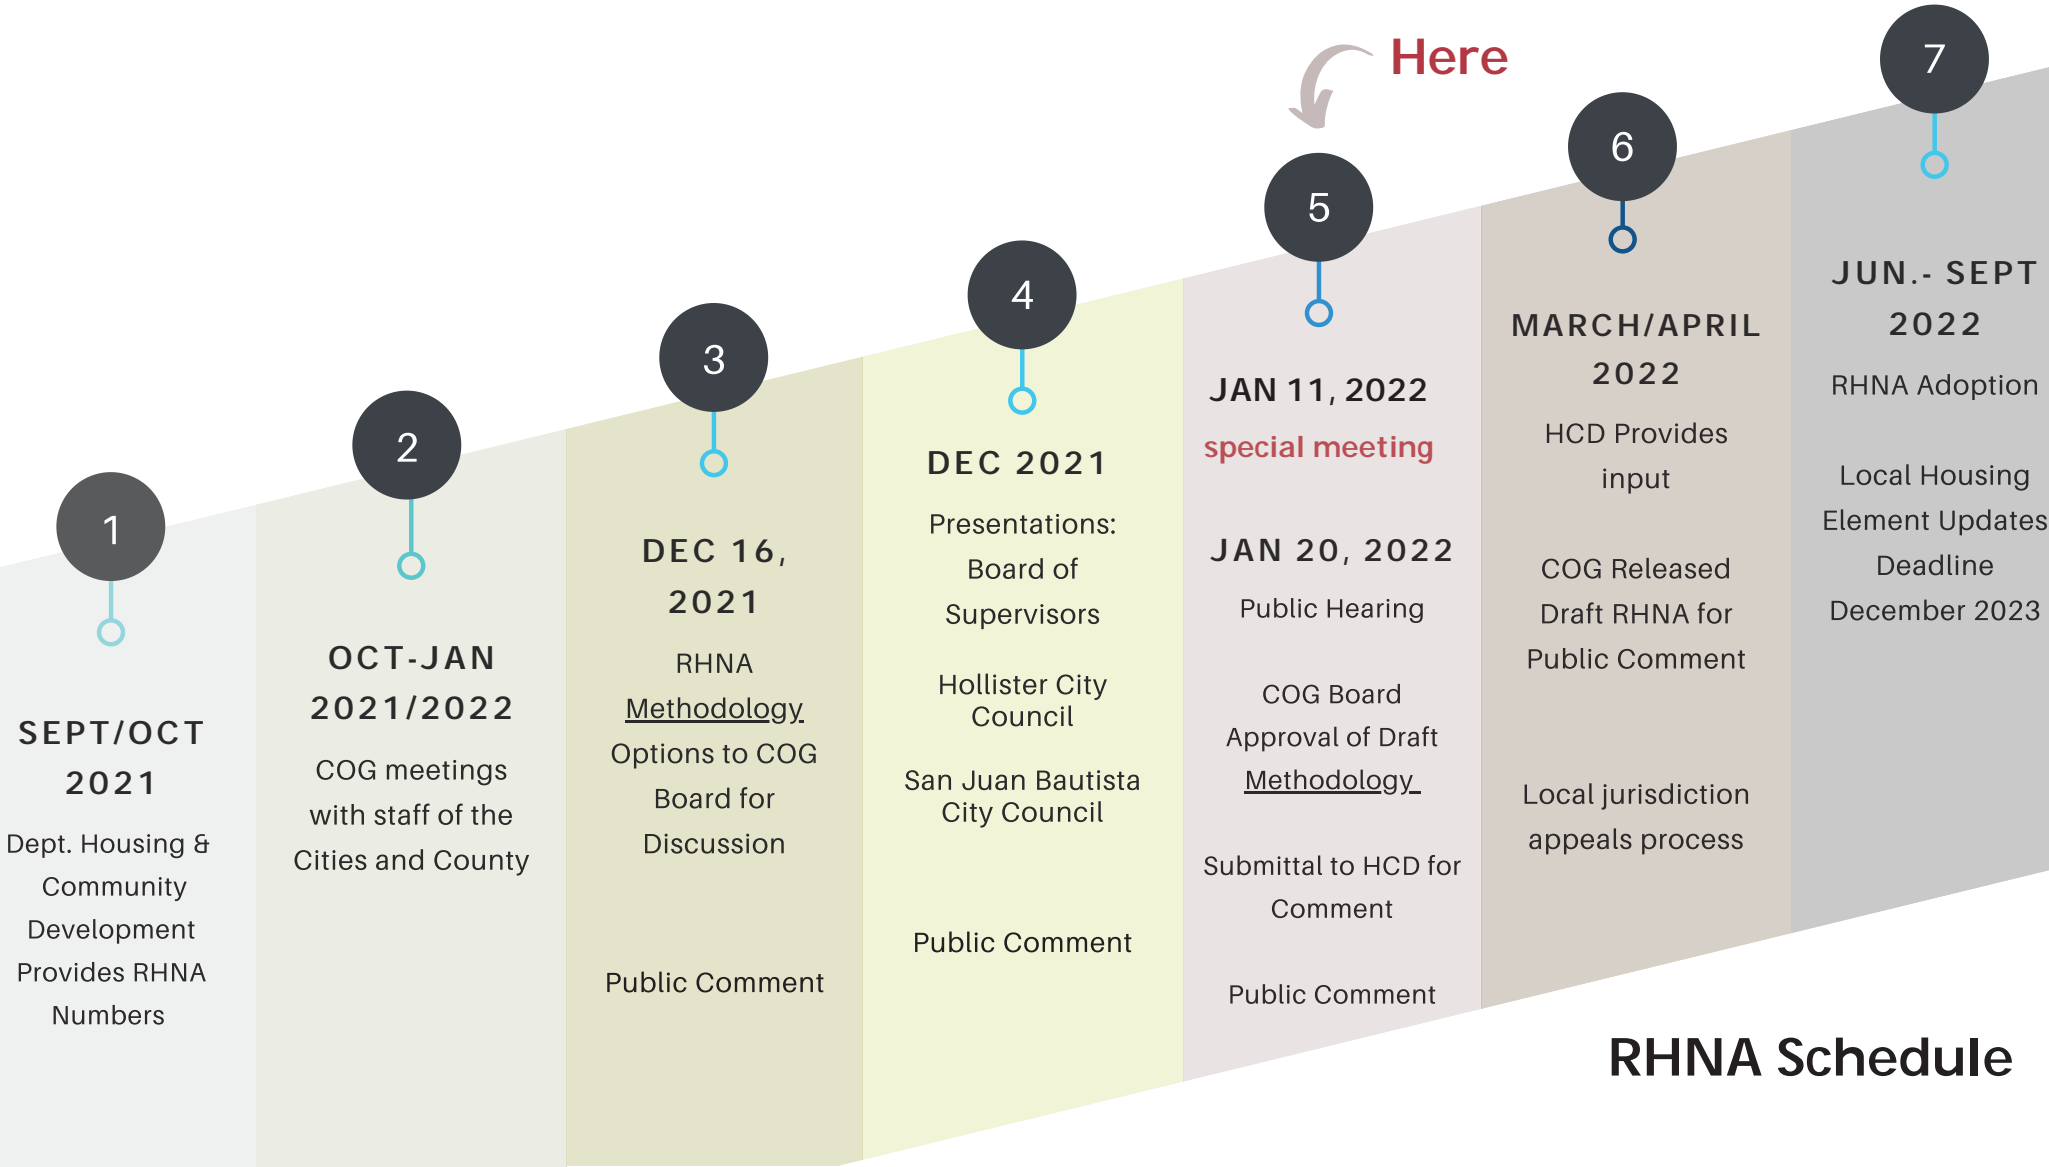 1
SEPT/OCT
2021
Dept. Housing &
Community
Development
Provides RHNA
Numbers
2
OCT-JAN
2021/2022
COG meetings
with staff of the
Cities and County
3
DEC 16,
2021
RHNA
Methodology
Options to COG
Board for
Discussion
Public Comment
4
DEC 2021
Presentations:
Board of
Supervisors
Hollister City
Council
San Juan Bautista
City Council
Public Comment
Here
5
JAN 11, 2022
special meeting
JAN 20, 2022
Public Hearing
COG Board
Approval of Draft
Methodology
Submittal to HCD for
Comment
Public Comment
6
MARCH/APRIL
2022
HCD Provides
input
COG Released
Draft RHNA for
Public Comment
Local jurisdiction
appeals process
7
JUN.- SEPT
2022
RHNA Adoption
Local Housing
Element Updates
Deadline
December 2023
RHNA Schedule